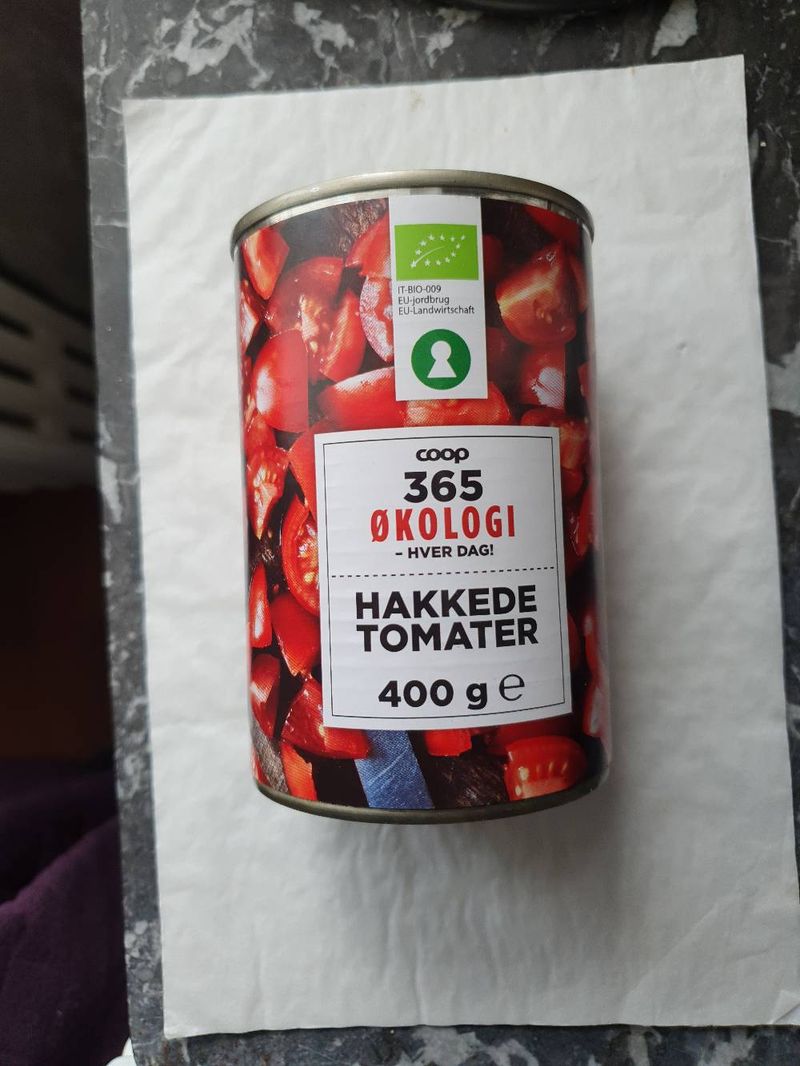 IT-BIO-009
EU-jordbrug
EU-Landwirtschaft
coop
365
ØKOLOGI
– HVER DAG!
HAKKEDE
TOMATER
400 g e